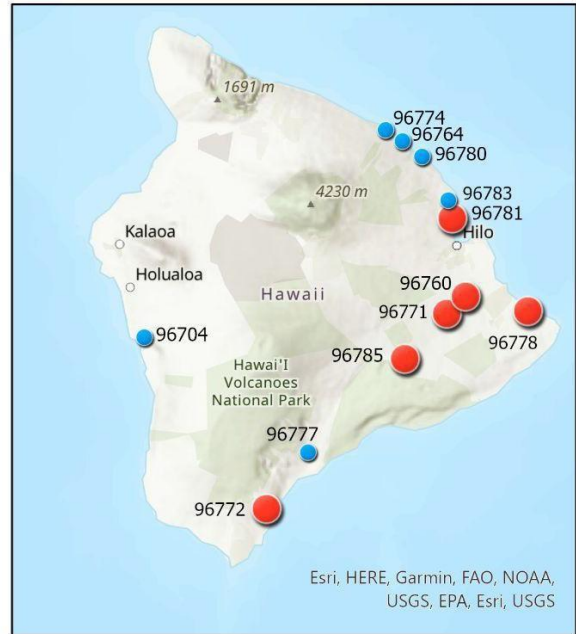 1691 m
96774
96764
96780
4230 m
96783
96781
Kalaoa
Hilo
Holualoa
Hawaii
96760
96771
96704
96778
96785
Hawai'I
Volcanoes
National Park
96777
96772
Esri, HERE, Garmin, FAO, NOAA,
USGS, EPA, Esri, USGS